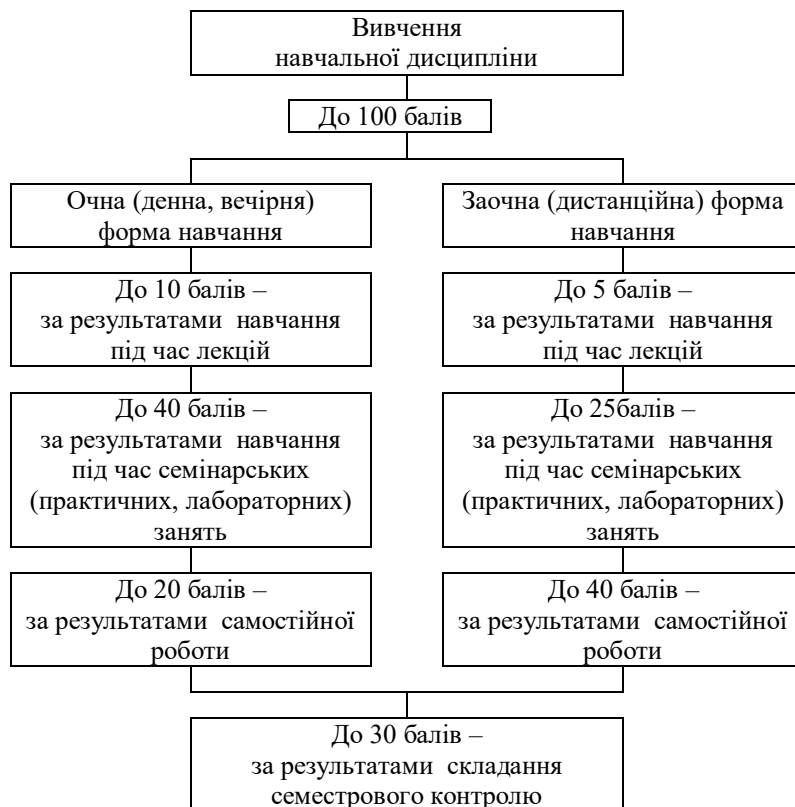 Вивчення
навчальної дисципліни
До 100 балів
Очна (денна, вечірня)
форма навчання
Заочна (дистанційна) форма
навчання
До 10 балів –
за результатами навчання
під час лекцій
До 5 балів –
за результатами навчання
під час лекцій
До 40 балів –
за результатами навчання
під час семінарських
(практичних, лабораторних)
занять
До 25балів –
за результатами навчання
під час семінарських
(практичних, лабораторних)
занять
До 20 балів –
за результатами самостійної
роботи
До 40 балів –
за результатами самостійної
роботи
До 30 балів –
за результатами складання
семестрового контролю